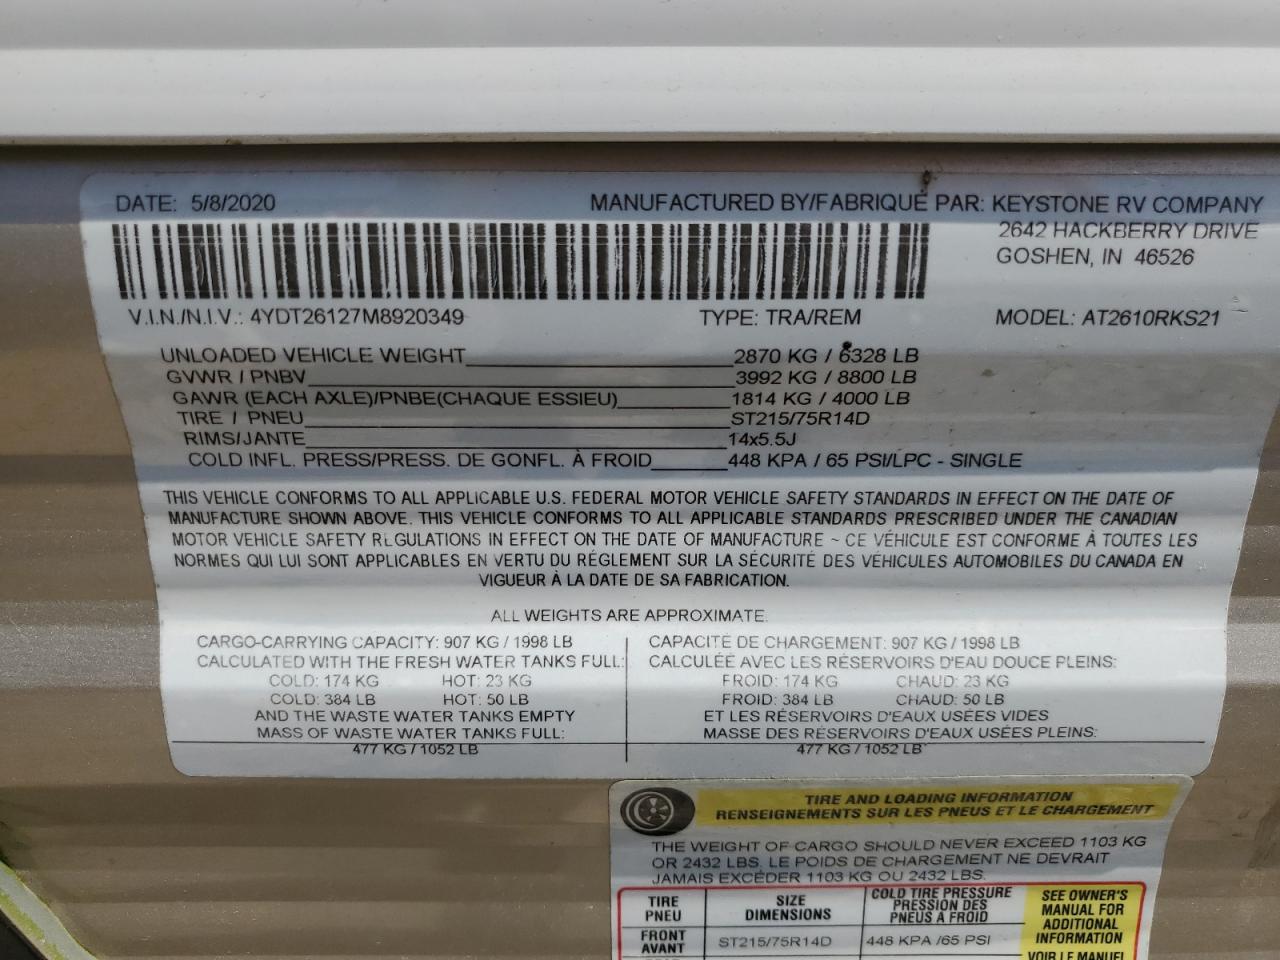 DATE: 5/8/2020 MANUFACTURED BY/FABRIQUÉ PAR: KEYSTONE RV COMPANY
2642 HACKBERRY DRIVE
GOSHEN, IN 46526
V.I.N./N.I.V.: 4YDT26127M8920349 TYPE: TRA/REM MODEL: AT2610RKS21
UNLOADED VEHICLE WEIGHT 2870 KG / 6328 LB
GVWR / PNBV 3992 KG / 8800 LB
GAWR (EACH AXLE)/PNBE(CHAQUE ESSIEU) 1814 KG / 4000 LB
TIRE / PNEU ST215/75R14D
RIMS/JANTE 14x5.5J
COLD INFL. PRESS/PRESS. DE GONFL. À FROID 448 KPA / 65 PSI/LPC - SINGLE
THIS VEHICLE CONFORMS TO ALL APPLICABLE U.S. FEDERAL MOTOR VEHICLE SAFETY STANDARDS IN EFFECT ON THE DATE OF
MANUFACTURE SHOWN ABOVE. THIS VEHICLE CONFORMS TO ALL APPLICABLE STANDARDS PRESCRIBED UNDER THE CANADIAN
MOTOR VEHICLE SAFETY REGULATIONS IN EFFECT ON THE DATE OF MANUFACTURE ~ CE VÉHICULE EST CONFORME À TOUTES LES
NORMES QUI LUI SONT APPLICABLES EN VERTU DU RÉGLEMENT SUR LA SÉCURITÉ DES VÉHICULES AUTOMOBILES DU CANADA EN
VIGUEUR À LA DATE DE SA FABRICATION.
ALL WEIGHTS ARE APPROXIMATE.
CARGO-CARRYING CAPACITY: 907 KG / 1998 LB
CALCULATED WITH THE FRESH WATER TANKS FULL:
COLD: 174 KG HOT: 23 KG
COLD: 384 LB HOT: 50 LB
AND THE WASTE WATER TANKS EMPTY
MASS OF WASTE WATER TANKS FULL:
477 KG / 1052 LB
CAPACITÉ DE CHARGEMENT: 907 KG / 1998 LB
CALCULÉE AVEC LES RÉSERVOIRS D'EAU DOUCE PLEINS:
FROID: 174 KG CHAUD: 23 KG
FROID: 384 LB CHAUD: 50 LB
ET LES RÉSERVOIRS D'EAUX USÉES VIDES
MASSE DES RÉSERVOIRS D'EAUX USÉES PLEINS:
477 KG / 1052 LB
TIRE AND LOADING INFORMATION
RENSEIGNEMENTS SUR LES PNEUS ET LE CHARGEMENT
THE WEIGHT OF CARGO SHOULD NEVER EXCEED 1103 KG
OR 2432 LBS. LE POIDS DE CHARGEMENT NE DEVRAIT
JAMAIS EXCÉDER 1103 KG OU 2432 LBS.
TIRE
PNEU
SIZE
DIMENSIONS
COLD TIRE PRESSURE
PRESSION DES
PNEUS A FROID
SEE OWNER'S
MANUAL FOR
ADDITIONAL
INFORMATION
VOIR LE MANUEL
FRONT
AVANT
ST215/75R14D
448 KPA /65 PSI